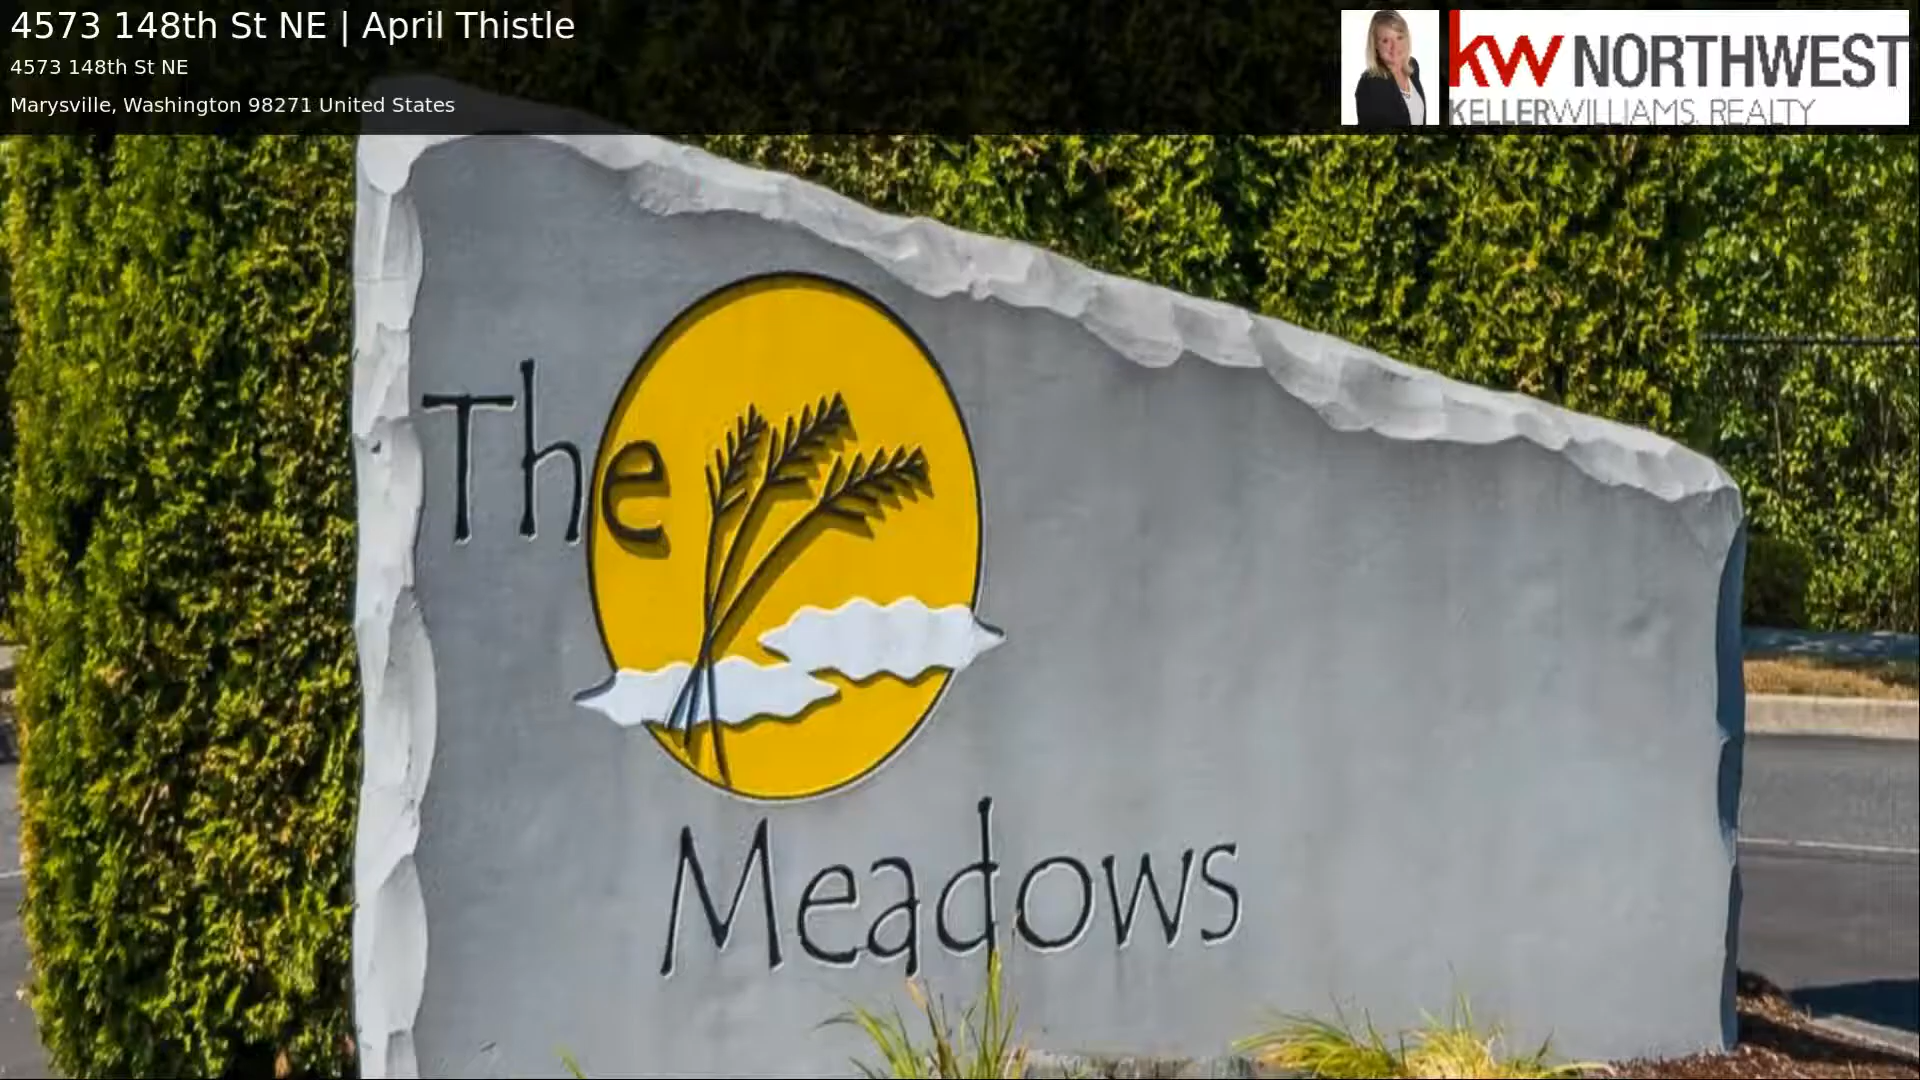 4573 148th St NE | April Thistle
4573 148th St NE
Marysville, Washington 98271 United States
kw NORTHWEST
KELLERWILLIAMS. REALTY
The
Meadows